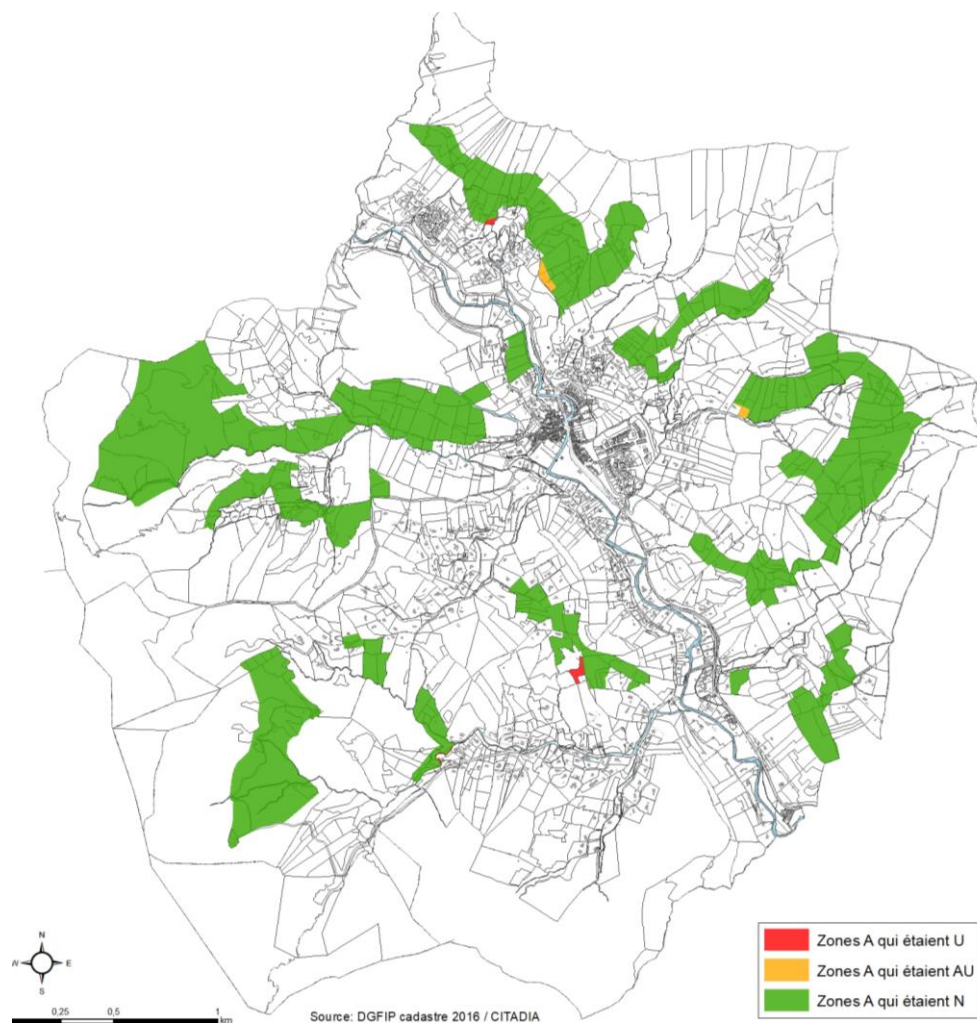 Zones A qui étaient U
Zones A qui étaient AU
Zones A qui étaient N
N
W
E
S
0,25
0,5
1
km
Source: DGFIP cadastre 2016 / CITADIA